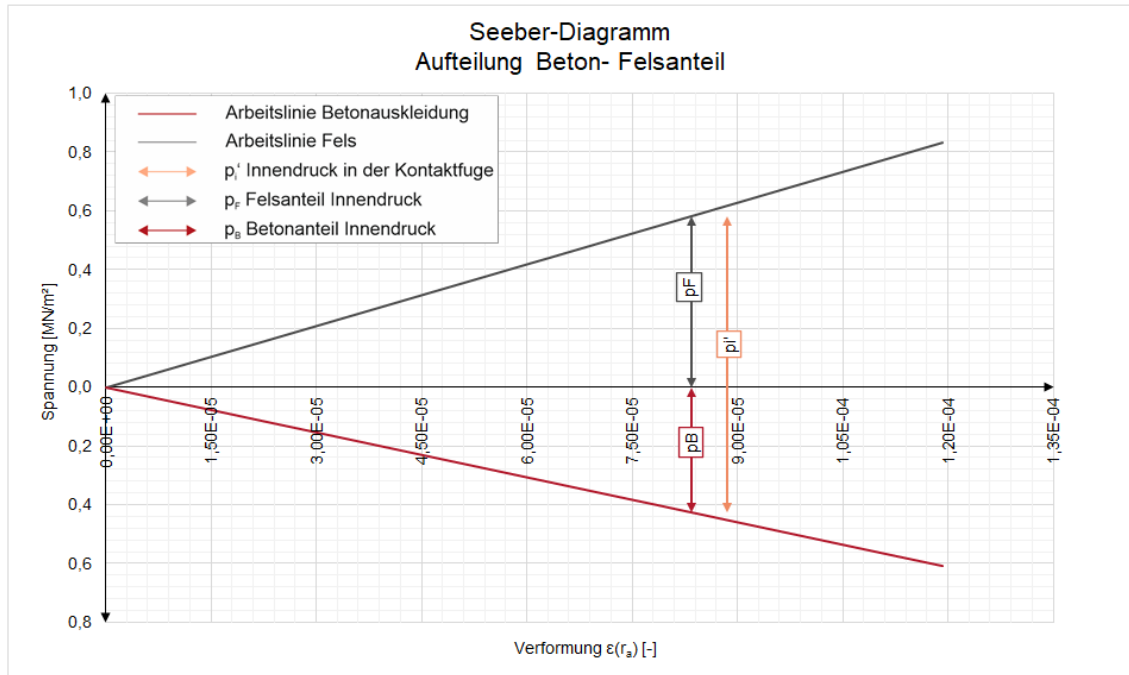 Seeber-Diagramm
Aufteilung Beton- Felsanteil
Arbeitslinie Betonauskleidung
Arbeitslinie Fels
pᵢ' Innendruck in der Kontaktfuge
p_F Felsanteil Innendruck
p_B Betonanteil Innendruck
Spannung [MN/m²]
1,0
0,8
0,6
0,4
0,2
0,0
0,2
0,4
0,6
0,8
pF
pi'
pB
0,00E+00
1,50E-05
3,00E-05
4,50E-05
6,00E-05
7,50E-05
9,00E-05
1,05E-04
1,20E-04
1,35E-04
Verformung ε(rₐ) [-]